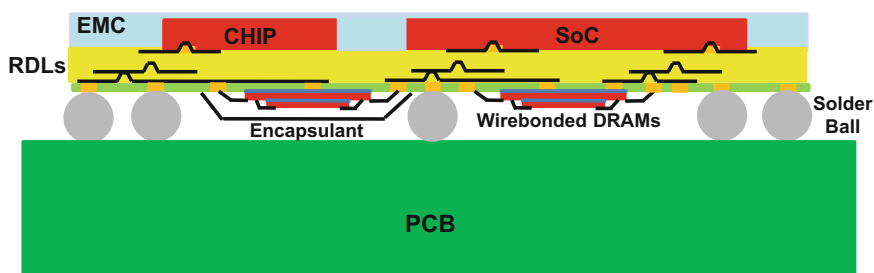 EMC
CHIP
SoC
RDLs
Encapsulant
Wirebonded DRAMs
Solder
Ball
PCB